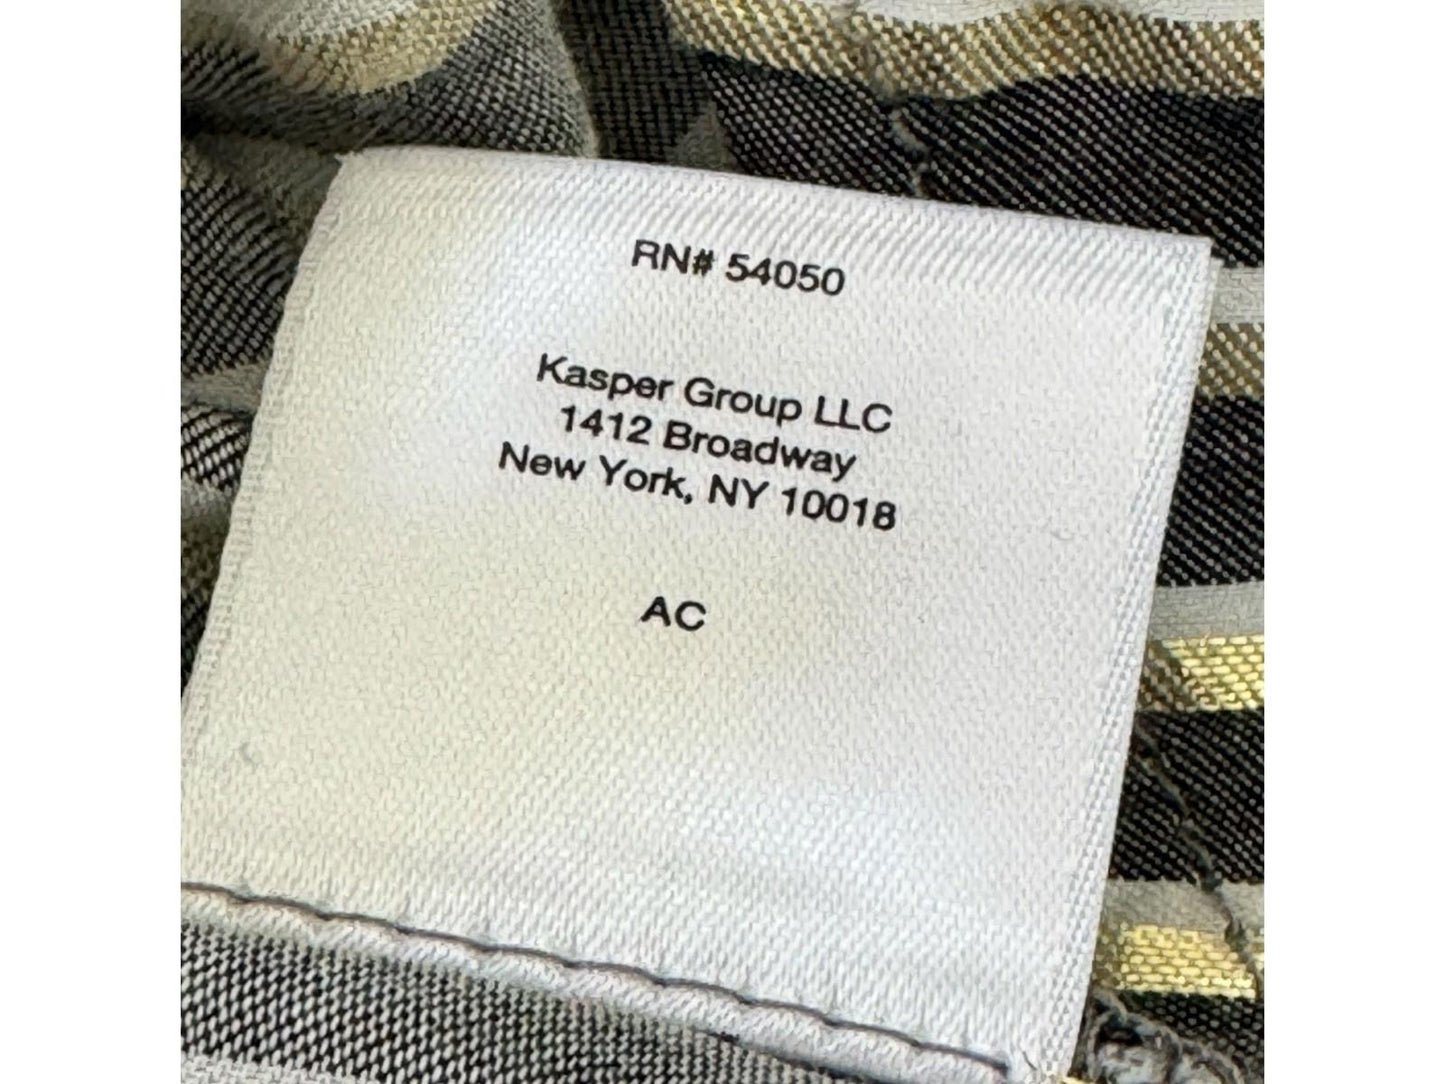 RN# 54050
Kasper Group LLC
1412 Broadway
New York, NY 10018
AC